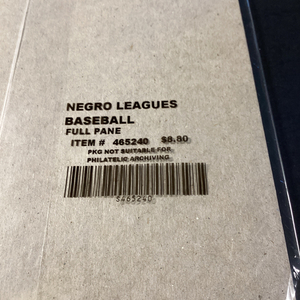 NEGRO LEAGUES
BASEBALL
FULL PANE
ITEM # 465240 $8.80
PKG NOT SUITABLE FOR
PHILATELIC ARCHIVING
S465240